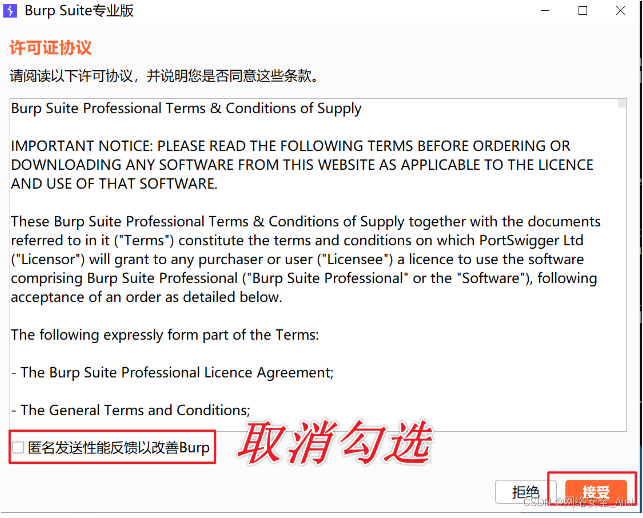 Burp Suite专业版
许可证协议
请阅读以下许可协议，并说明您是否同意这些条款。
Burp Suite Professional Terms & Conditions of Supply
IMPORTANT NOTICE: PLEASE READ THE FOLLOWING TERMS BEFORE ORDERING OR
DOWNLOADING ANY SOFTWARE FROM THIS WEBSITE AS APPLICABLE TO THE LICENCE
AND USE OF THAT SOFTWARE.
These Burp Suite Professional Terms & Conditions of Supply together with the documents
referred to in it ("Terms") constitute the terms and conditions on which PortSwigger Ltd
("Licensor") will grant to any purchaser or user ("Licensee") a licence to use the software
comprising Burp Suite Professional ("Burp Suite Professional" or the "Software"), following
acceptance of an order as detailed below.
The following expressly form part of the Terms:
- The Burp Suite Professional Licence Agreement;
- The General Terms and Conditions;
匿名发送性能反馈以改善Burp
取消勾选
拒绝
接受
CSDN @网络安全_